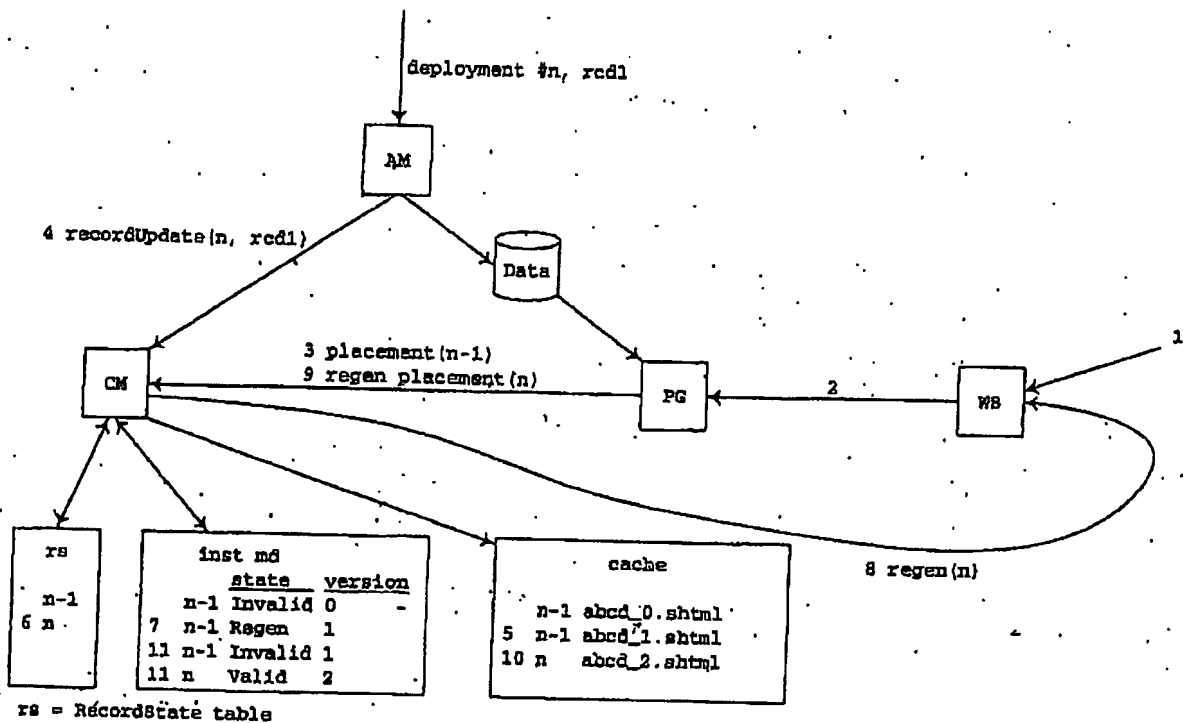 deployment #n, rcd1
AM
4 recordUpdate(n, rcd1)
Data
1
3 placement(n-1)
9 regen placement(n)
CM
PG
2
WS
rs
n-1
6 n
inst md
state version
n-1 Invalid 0 -
7 n-1 Regen 1
11 n-1 Invalid 1
11 n Valid 2
cache
n-1 abcd_0.shtml
5 n-1 abcd_1.shtml
10 n abcd_2.shtml
8 regen(n)
rs = RecordState table